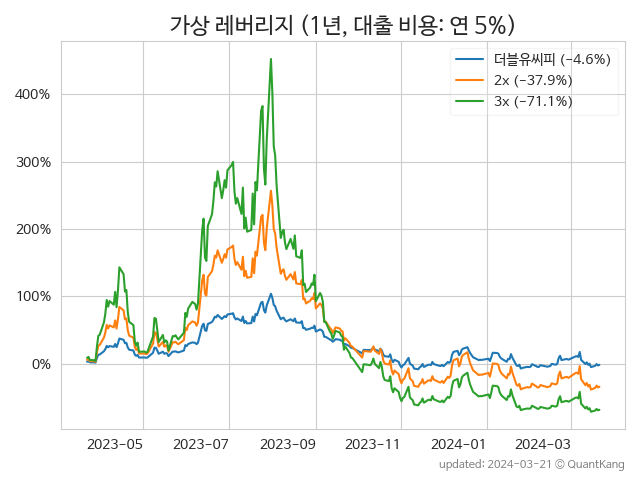 가상 레버리지 (1년, 대출 비용: 연 5%)
더블유씨피 (−4.6%)
2x (−37.9%)
3x (−71.1%)
400%
300%
200%
100%
0%
2023-05 2023-07 2023-09 2023-11 2024-01 2024-03
updated: 2024-03-21 © QuantKang